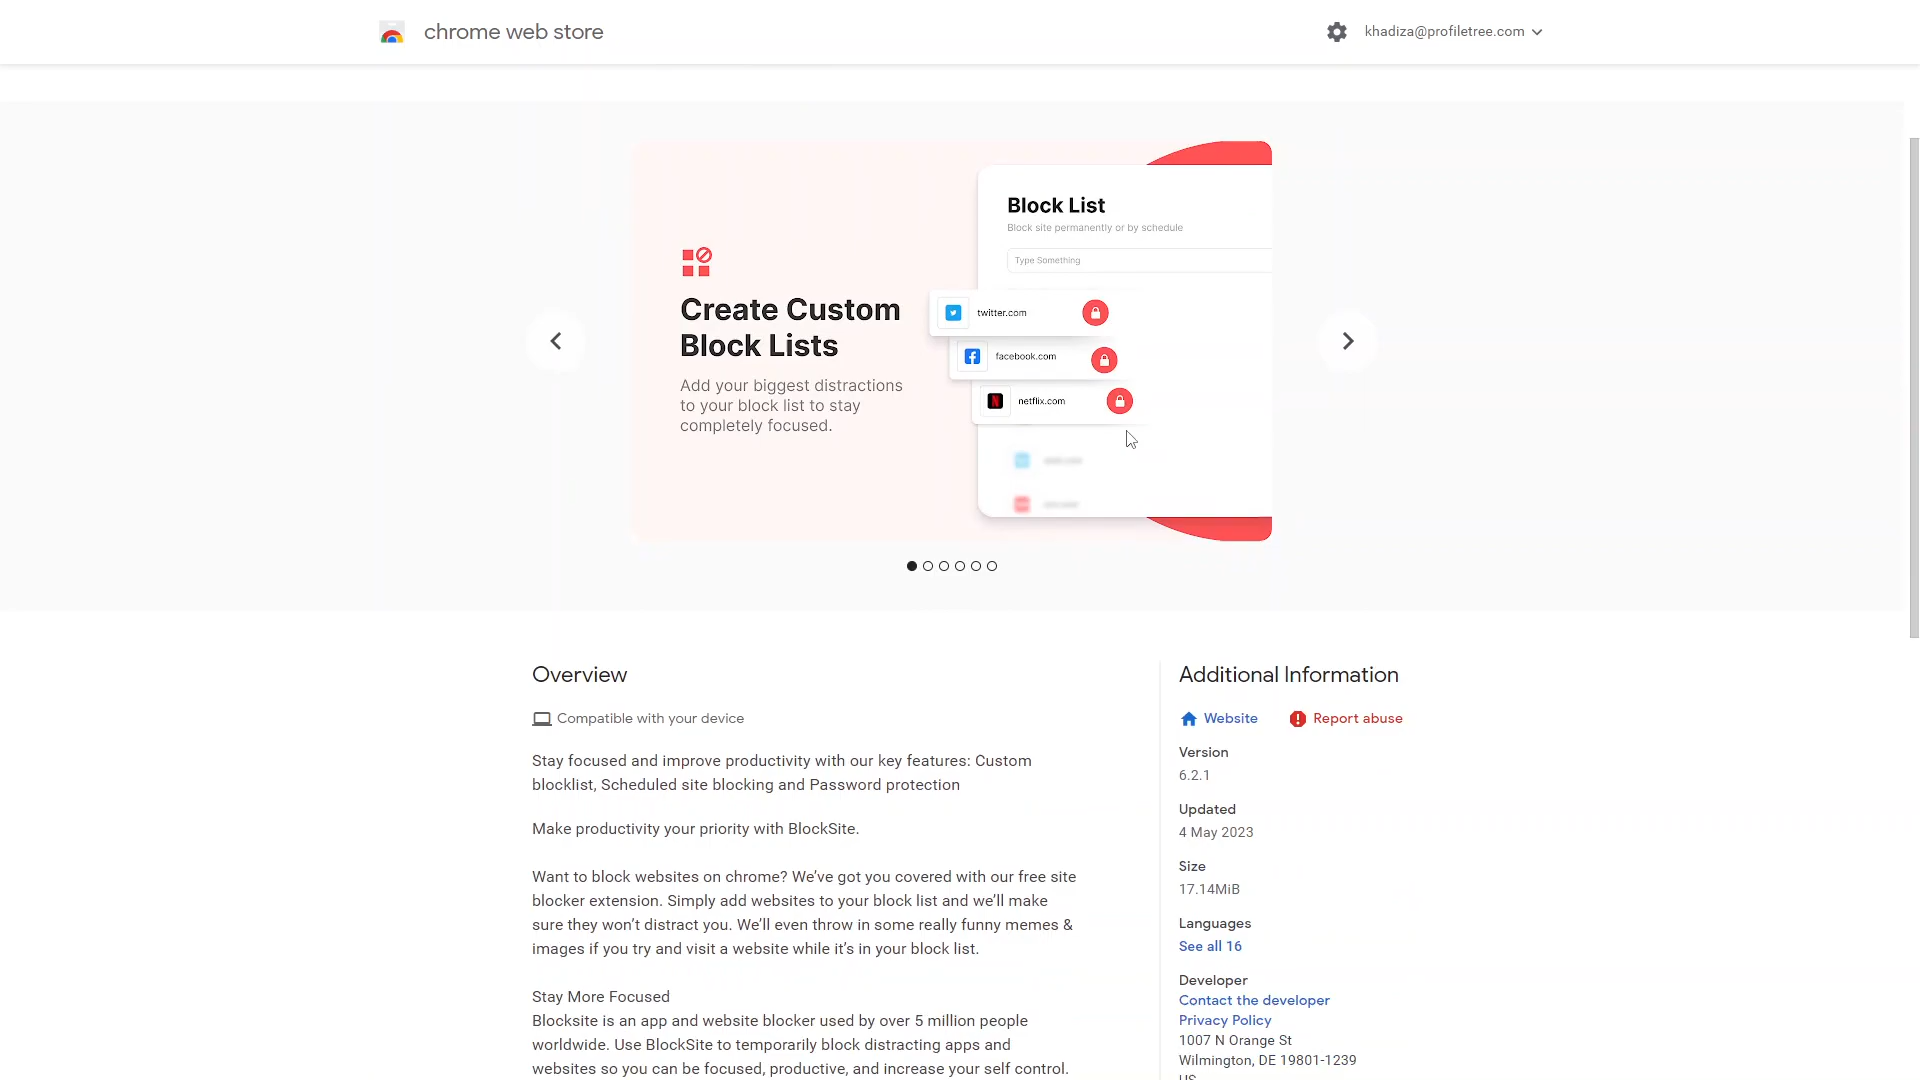 chrome web store
khadiza@profiletree.com
Create Custom
Block Lists
Add your biggest distractions
to your block list to stay
completely focused.
Block List
Block site permanently or by schedule
Type Something
twitter.com
facebook.com
netflix.com
Overview
Compatible with your device
Stay focused and improve productivity with our key features: Custom
blocklist, Scheduled site blocking and Password protection
Make productivity your priority with BlockSite.
Want to block websites on chrome? We’ve got you covered with our free site
blocker extension. Simply add websites to your block list and we’ll make
sure they won’t distract you. We’ll even throw in some really funny memes &
images if you try and visit a website while it’s in your block list.
Stay More Focused
Blocksite is an app and website blocker used by over 5 million people
worldwide. Use BlockSite to temporarily block distracting apps and
websites so you can be focused, productive, and increase your self control.
Additional Information
Website
Report abuse
Version
6.2.1
Updated
4 May 2023
Size
17.14MiB
Languages
See all 16
Developer
Contact the developer
Privacy Policy
1007 N Orange St
Wilmington, DE 19801-1239
US